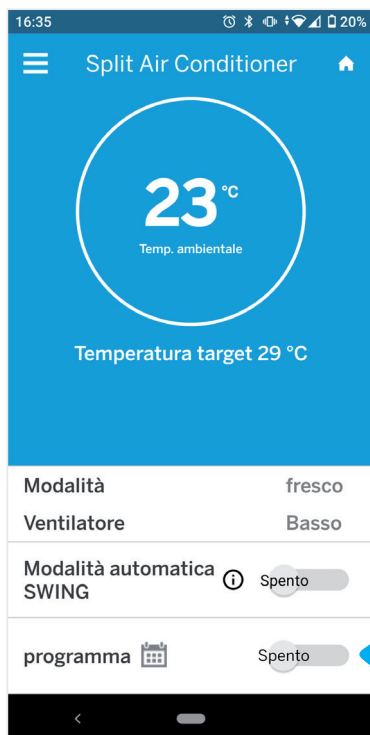 16:35 20%
Split Air Conditioner
23 °C
Temp. ambientale
Temperatura target 29 °C
Modalità fresco
Ventilatore Basso
Modalità automatica
SWING Spento
programma Spento